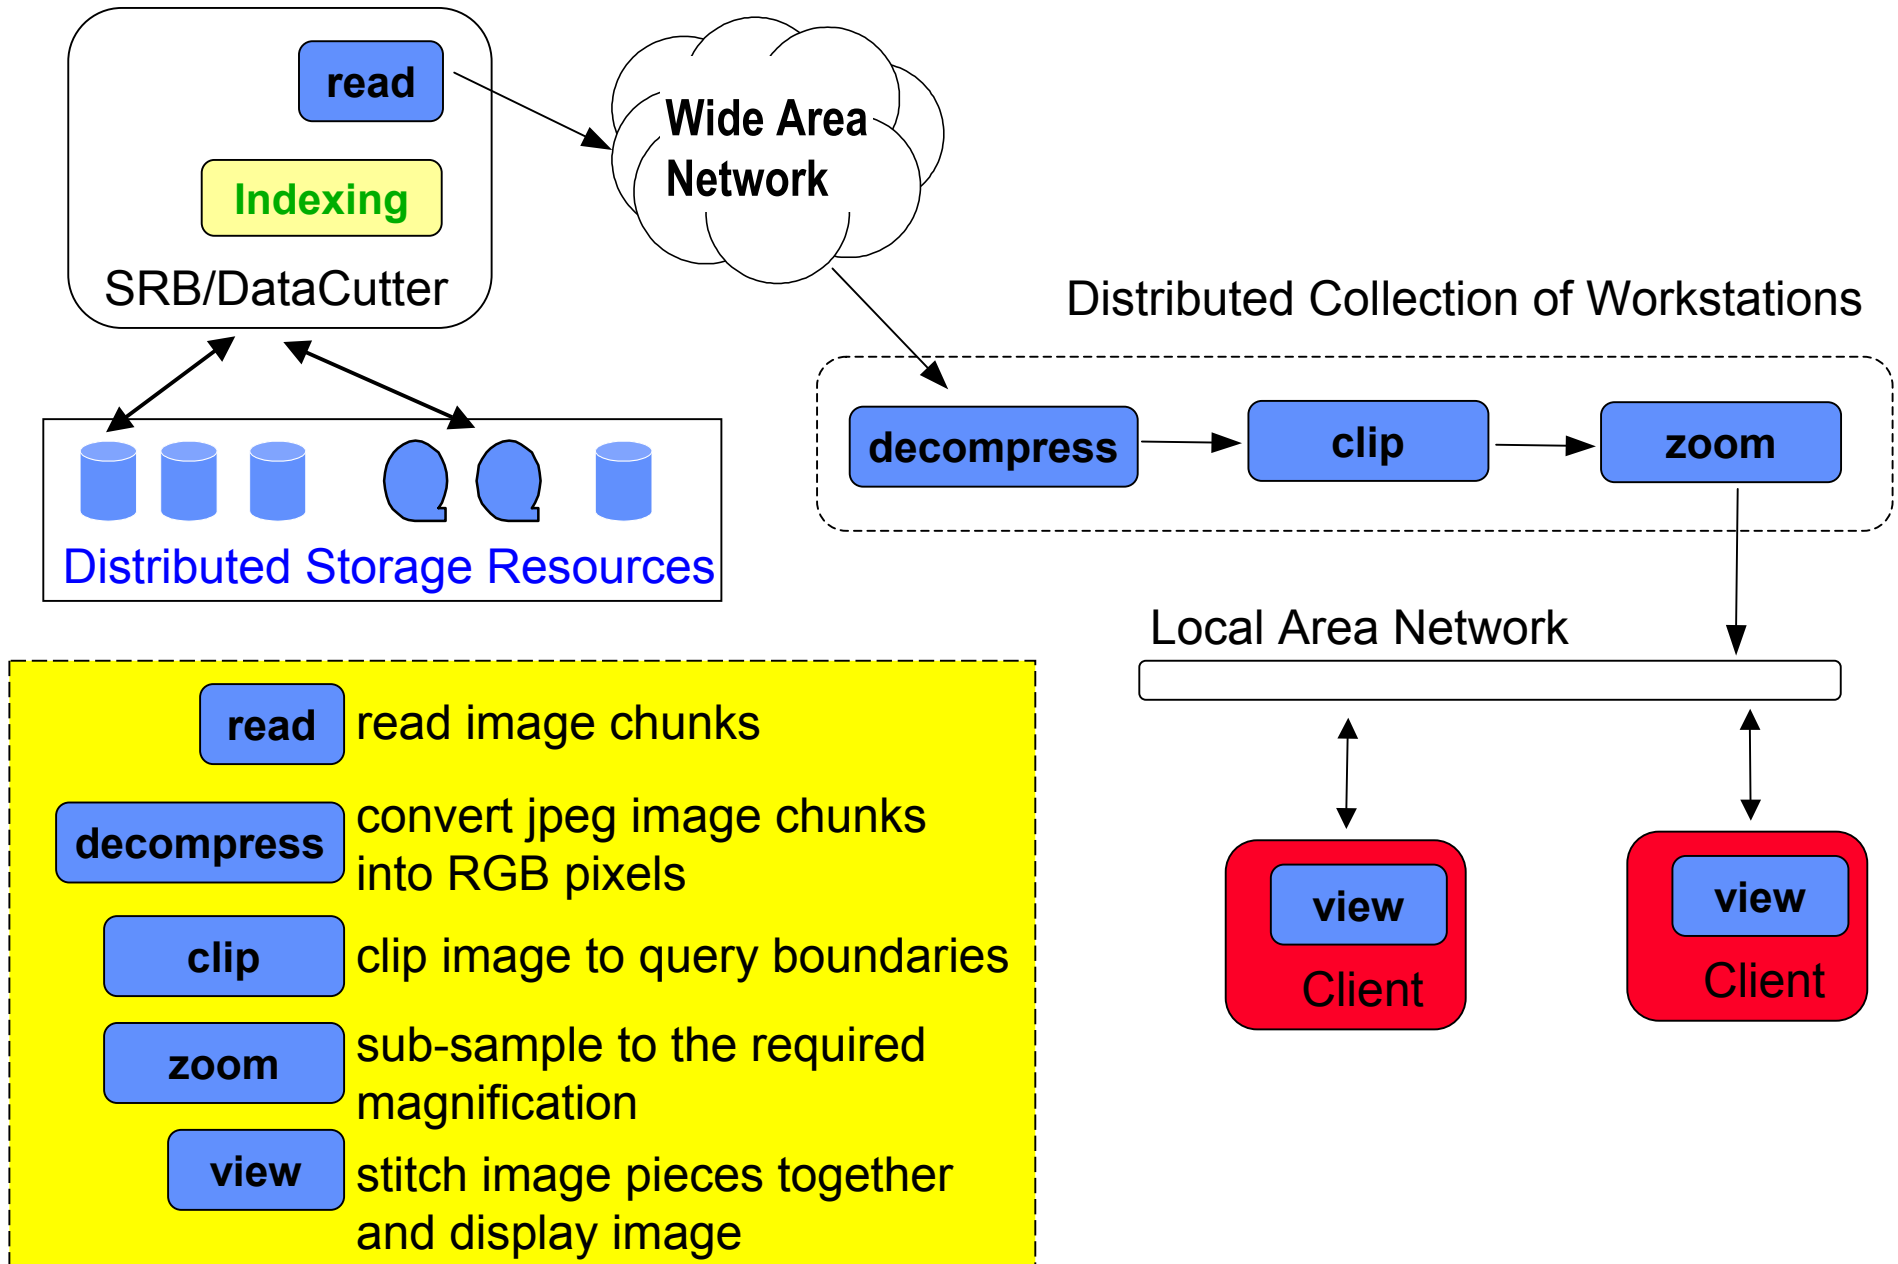 read
Indexing
SRB/DataCutter
Wide Area
Network
Distributed Collection of Workstations
decompress
clip
zoom
Distributed Storage Resources
Local Area Network
view
Client
view
Client
read
read image chunks
decompress
convert jpeg image chunks
into RGB pixels
clip
clip image to query boundaries
zoom
sub-sample to the required
magnification
view
stitch image pieces together
and display image